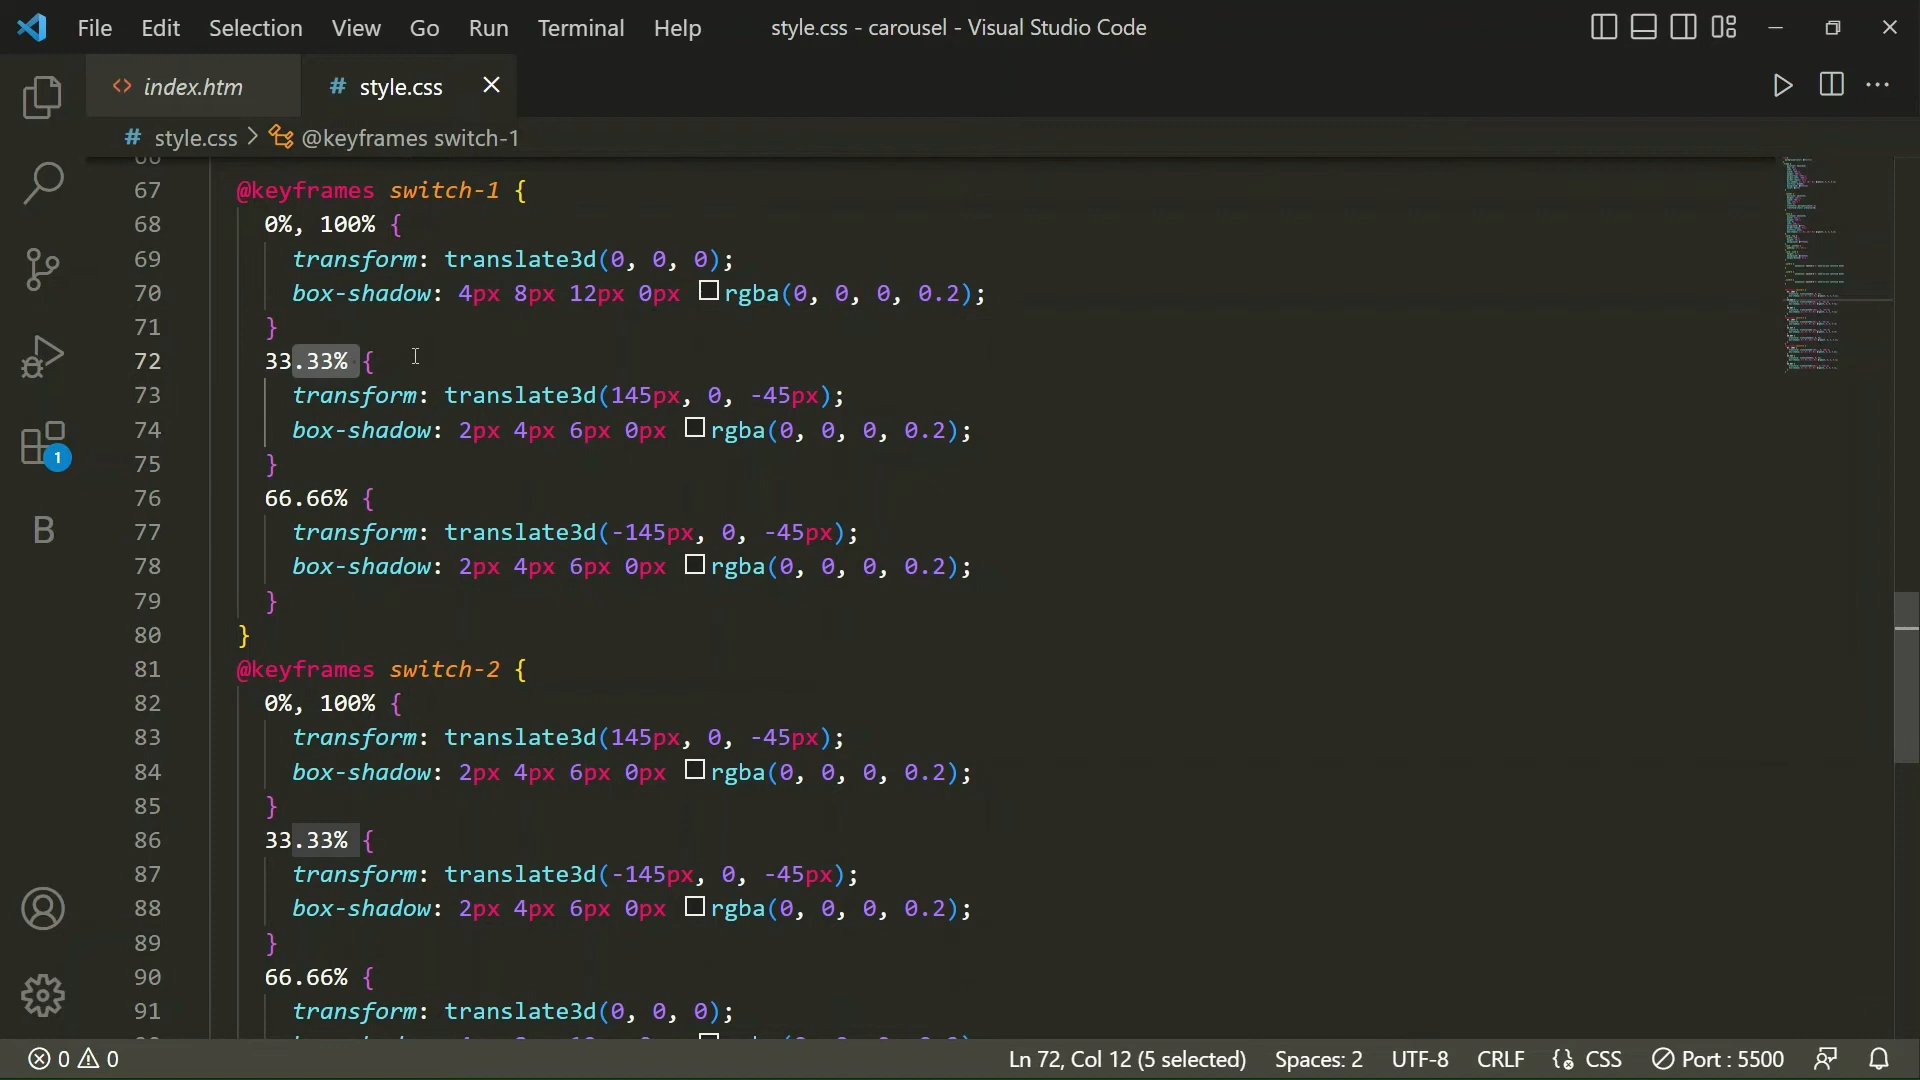 File Edit Selection View Go Run Terminal Help style.css - carousel - Visual Studio Code
<> index.htm # style.css
# style.css > @keyframes switch-1
67 @keyframes switch-1 {
68 0%, 100% {
69 transform: translate3d(0, 0, 0);
70 box-shadow: 4px 8px 12px 0px rgba(0, 0, 0, 0.2);
71 }
72 33.33% {
73 transform: translate3d(145px, 0, -45px);
74 box-shadow: 2px 4px 6px 0px rgba(0, 0, 0, 0.2);
75 }
76 66.66% {
77 transform: translate3d(-145px, 0, -45px);
78 box-shadow: 2px 4px 6px 0px rgba(0, 0, 0, 0.2);
79 }
80 }
81 @keyframes switch-2 {
82 0%, 100% {
83 transform: translate3d(145px, 0, -45px);
84 box-shadow: 2px 4px 6px 0px rgba(0, 0, 0, 0.2);
85 }
86 33.33% {
87 transform: translate3d(-145px, 0, -45px);
88 box-shadow: 2px 4px 6px 0px rgba(0, 0, 0, 0.2);
89 }
90 66.66% {
91 transform: translate3d(0, 0, 0);
1
B
0 0 Ln 72, Col 12 (5 selected) Spaces: 2 UTF-8 CRLF CSS Port : 5500